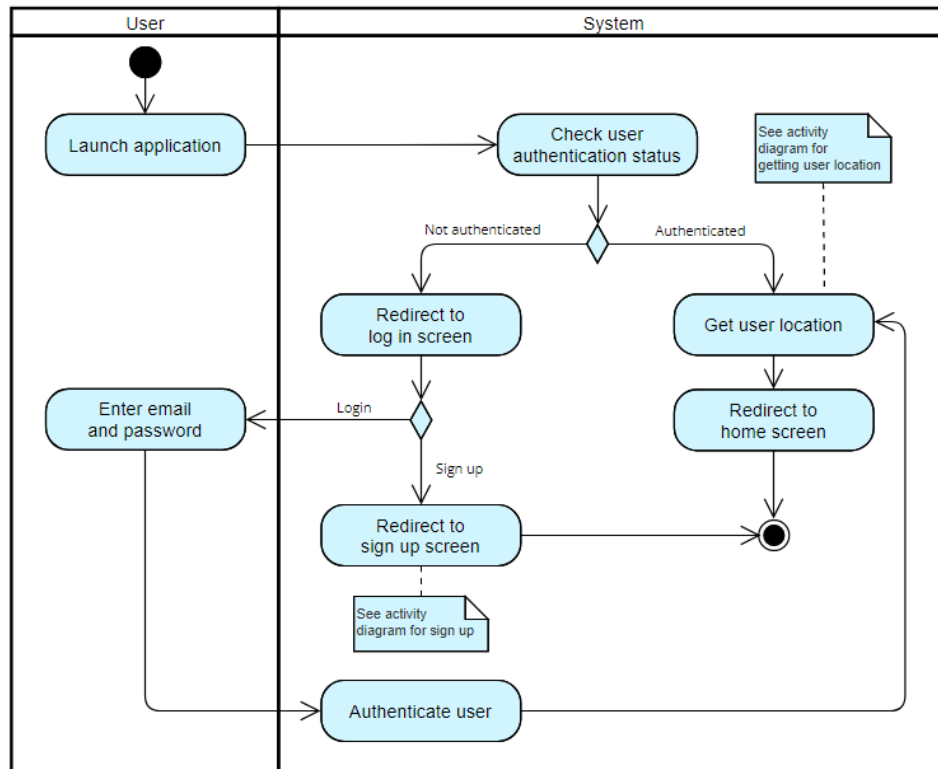 User
System
Launch application
Check user
authentication status
See activity
diagram for
getting user location
Not authenticated
Authenticated
Redirect to
log in screen
Get user location
Enter email
and password
Login
Redirect to
home screen
Sign up
Redirect to
sign up screen
See activity
diagram for sign up
Authenticate user